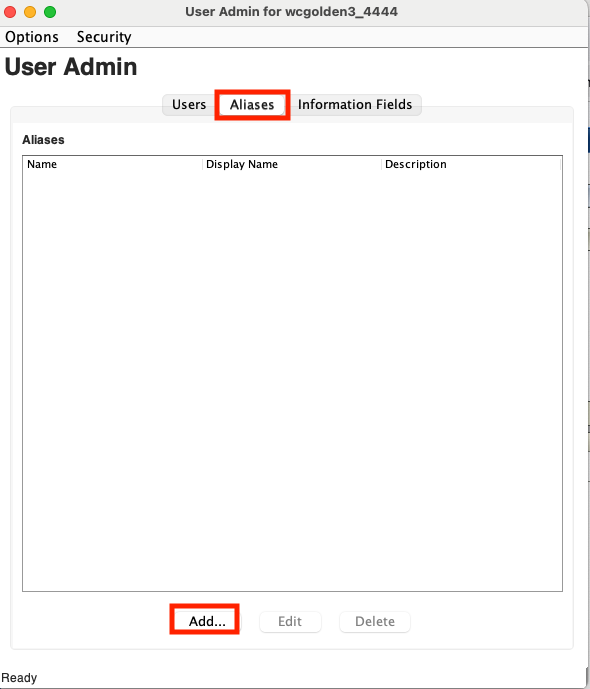 User Admin for wcgolden3_4444
Options Security
User Admin
Users Aliases Information Fields
Aliases
Name Display Name Description
Add... Edit Delete
Ready